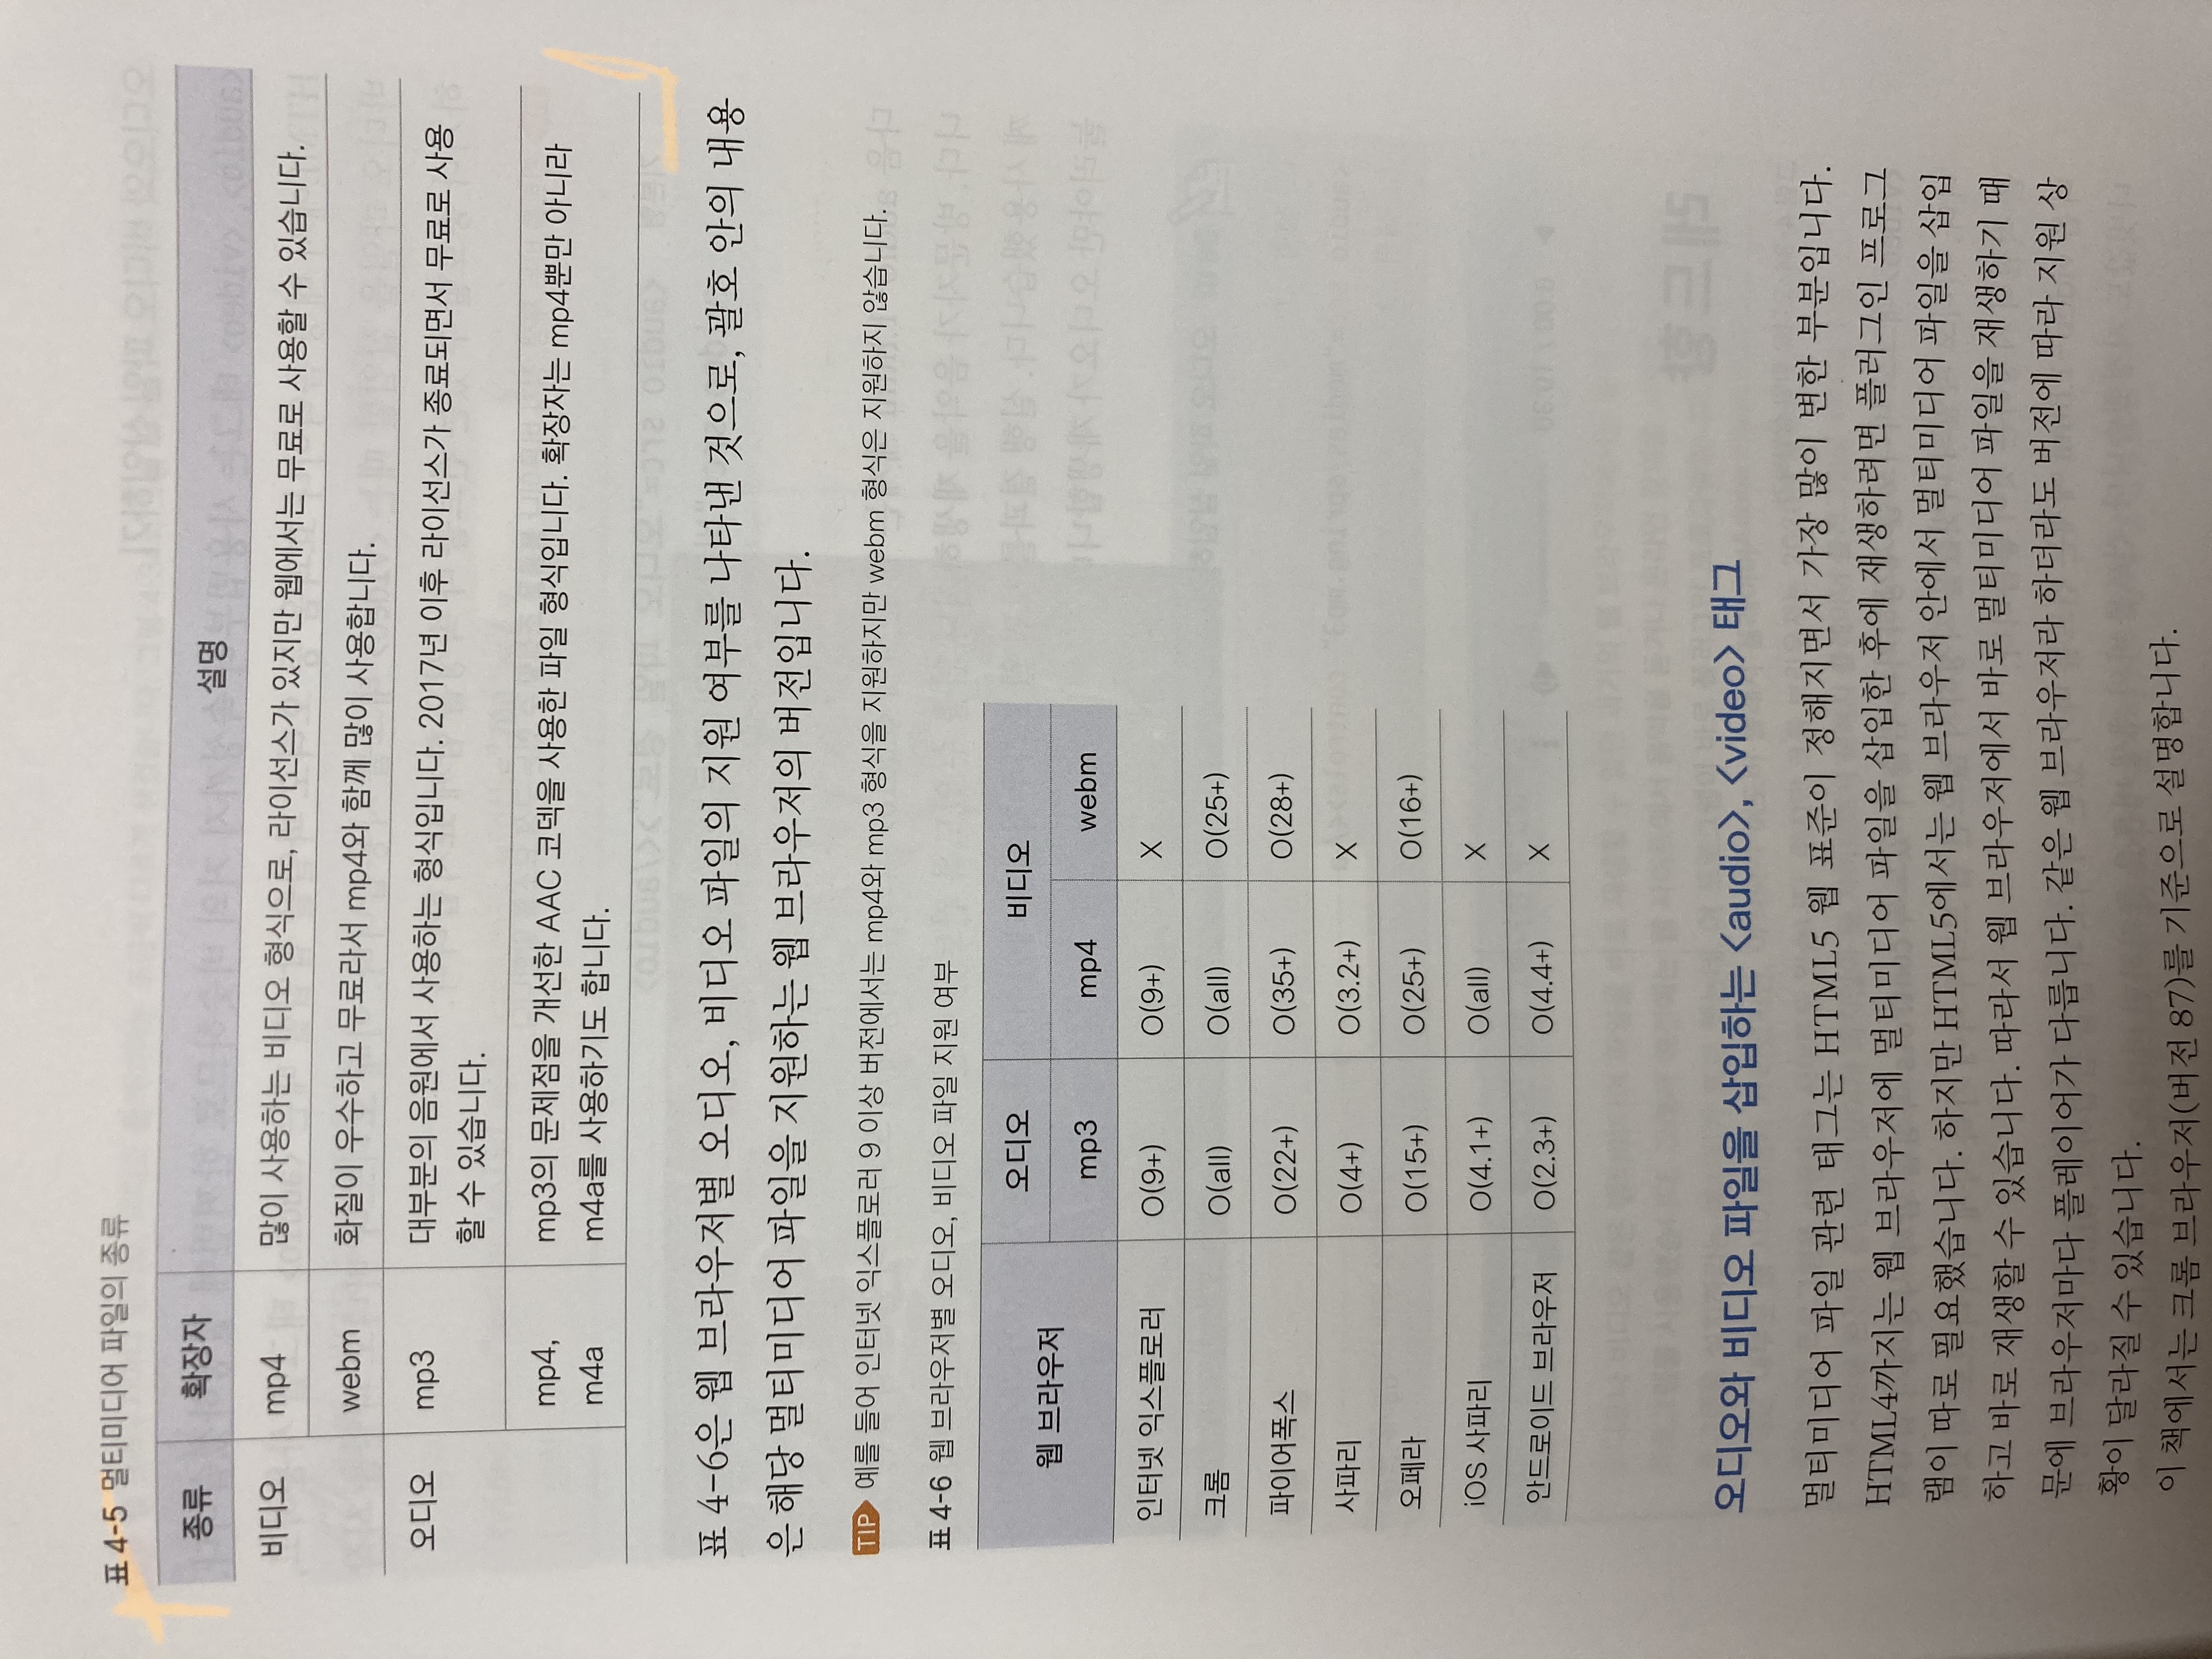 표 4-5 멀티미디어 파일의 종류
종류 확장자 설명
비디오 mp4 많이 사용하는 비디오 형식으로, 라이선스가 있지만 웹에서는 무료로 사용할 수 있습니다.
webm 화질이 우수하고 무료라서 mp4와 함께 많이 사용합니다.
오디오 mp3 대부분의 음원에서 사용하는 형식입니다. 2017년 이후 라이선스가 종료되면서 무료로 사용
할 수 있습니다.
mp4, mp3의 문제점을 개선한 AAC 코덱을 사용한 파일 형식입니다. 확장자는 mp4뿐만 아니라
m4a m4a를 사용하기도 합니다.
표 4-6은 웹 브라우저별 오디오, 비디오 파일의 지원 여부를 나타낸 것으로, 괄호 안의 내용
은 해당 멀티미디어 파일을 지원하는 웹 브라우저의 버전입니다.
TIP 예를 들어 인터넷 익스플로러 9 이상 버전에서는 mp4와 mp3 형식을 지원하지만 webm 형식은 지원하지 않습니다.
표 4-6 웹 브라우저별 오디오, 비디오 파일 지원 여부
웹 브라우저 오디오 비디오
mp3 mp4 webm
인터넷 익스플로러 O(9+) O(9+) X
크롬 O(all) O(all) O(25+)
파이어폭스 O(22+) O(35+) O(28+)
사파리 O(4+) O(3.2+) X
오페라 O(15+) O(25+) O(16+)
iOS 사파리 O(4.1+) O(all) X
안드로이드 브라우저 O(2.3+) O(4.4+) X
오디오와 비디오 파일을 삽입하는 <audio>, <video> 태그
멀티미디어 파일 관련 태그는 HTML5 웹 표준이 정해지면서 가장 많이 변한 부분입니다.
HTML4까지는 웹 브라우저에 멀티미디어 파일을 삽입한 후에 재생하려면 플러그인 프로그
램이 따로 필요했습니다. 하지만 HTML5에서는 웹 브라우저 안에서 멀티미디어 파일을 삽입
하고 바로 재생할 수 있습니다. 따라서 웹 브라우저에서 바로 멀티미디어 파일을 재생하기 때
문에 브라우저마다 플레이어가 다릅니다. 같은 웹 브라우저라 하더라도 버전에 따라 지원 상
황이 달라질 수 있습니다.
이 책에서는 크롬 브라우저(버전 87)를 기준으로 설명합니다.